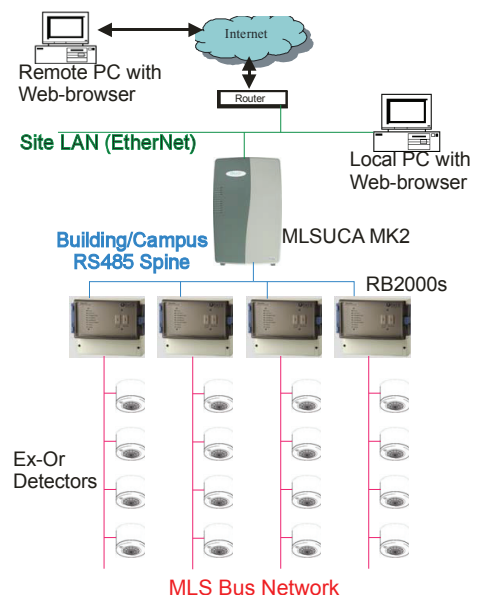 Internet
Remote PC with
Web-browser
Router
Site LAN (EtherNet)
Local PC with
Web-browser
MLSUCA MK2
Building/Campus
RS485 Spine
RB2000s
Ex-Or
Detectors
MLS Bus Network